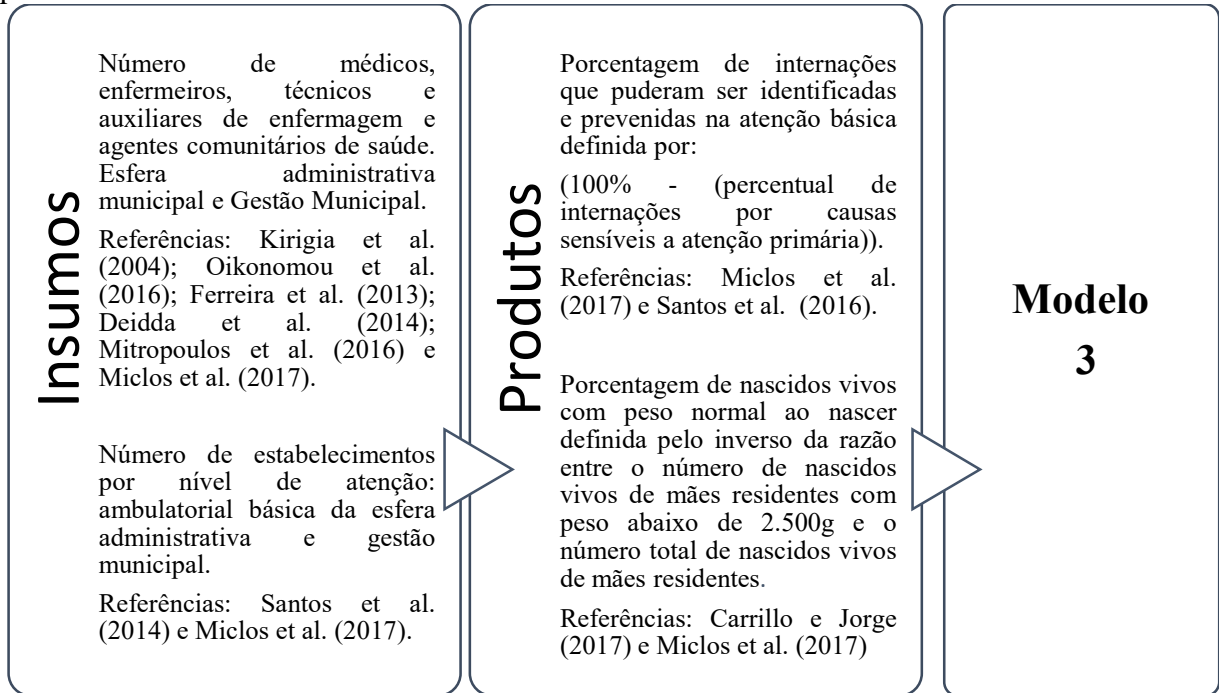 Insumos
Número de médicos,
enfermeiros, técnicos e
auxiliares de enfermagem e
agentes comunitários de saúde.
Esfera administrativa
municipal e Gestão Municipal.
Referências: Kirigia et al.
(2004); Oikonomou et al.
(2016); Ferreira et al. (2013);
Deidda et al. (2014);
Mitropoulos et al. (2016) e
Miclos et al. (2017).
Número de estabelecimentos
por nível de atenção:
ambulatorial básica da esfera
administrativa e gestão
municipal.
Referências: Santos et al.
(2014) e Miclos et al. (2017).
Produtos
Porcentagem de internações
que puderam ser identificadas
e prevenidas na atenção básica
definida por:
(100% - (percentual de
internações por causas
sensíveis a atenção primária)).
Referências: Miclos et al.
(2017) e Santos et al. (2016).
Porcentagem de nascidos vivos
com peso normal ao nascer
definida pelo inverso da razão
entre o número de nascidos
vivos de mães residentes com
peso abaixo de 2.500g e o
número total de nascidos vivos
de mães residentes.
Referências: Carrillo e Jorge
(2017) e Miclos et al. (2017)
Modelo
3